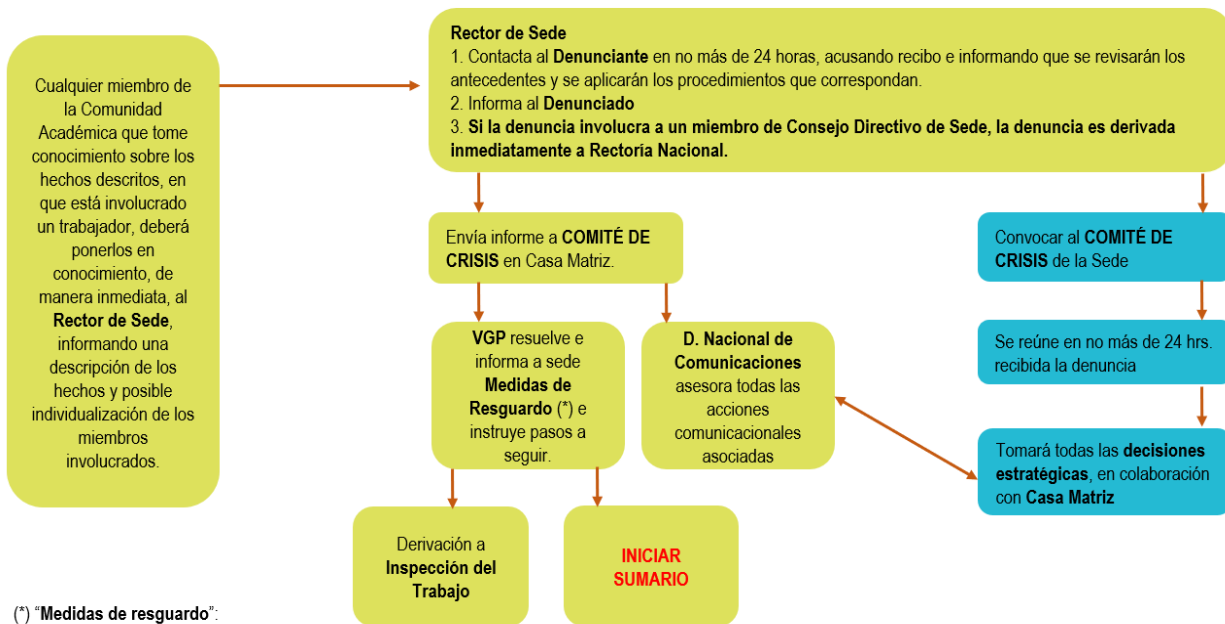 Cualquier miembro de
la Comunidad
Académica que tome
conocimiento sobre los
hechos descritos, en
que está involucrado
un trabajador, deberá
ponerlos en
conocimiento, de
manera inmediata, al
Rector de Sede,
informando una
descripción de los
hechos y posible
individualización de los
miembros
involucrados.
Rector de Sede
1. Contacta al Denunciante en no más de 24 horas, acusando recibo e informando que se revisarán los
antecedentes y se aplicarán los procedimientos que correspondan.
2. Informa al Denunciado
3. Si la denuncia involucra a un miembro de Consejo Directivo de Sede, la denuncia es derivada
inmediatamente a Rectoría Nacional.
Envía informe a COMITÉ DE
CRISIS en Casa Matriz.
VGP resuelve e
informa a sede
Medidas de
Resguardo (*) e
instruye pasos a
seguir.
D. Nacional de
Comunicaciones
asesora todas las
acciones
comunicacionales
asociadas
Derivación a
Inspección del
Trabajo
INICIAR
SUMARIO
Convocar al COMITÉ DE
CRISIS de la Sede
Se reúne en no más de 24 hrs.
recibida la denuncia
Tomará todas las decisiones
estratégicas, en colaboración
con Casa Matriz
(*) “Medidas de resguardo”: